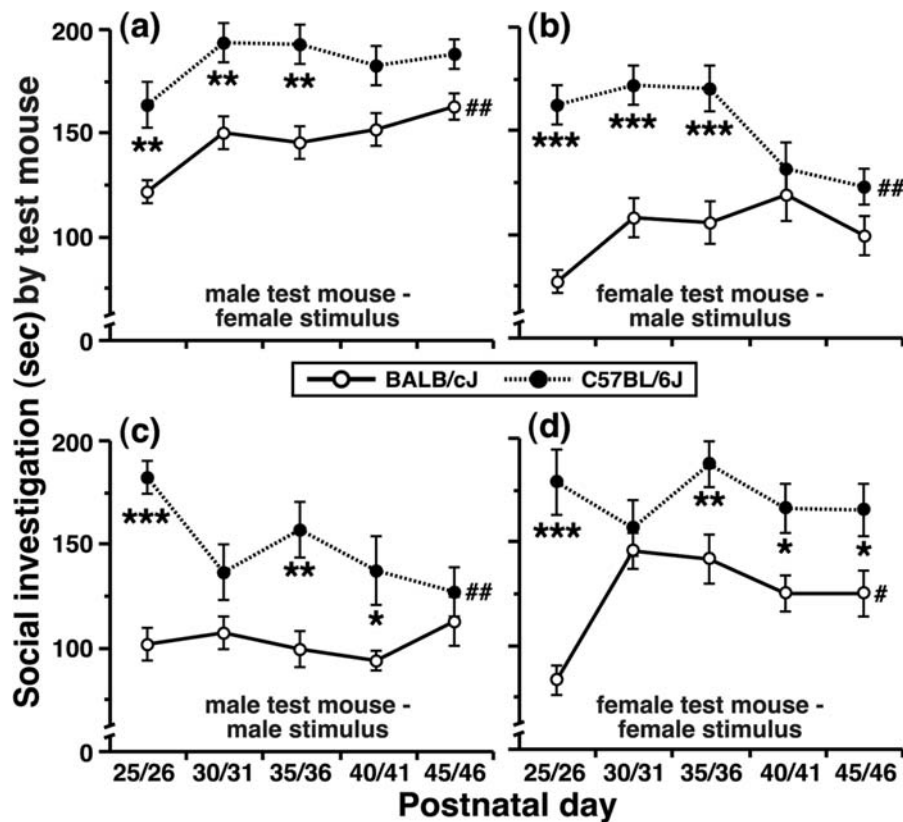 Social investigation (sec) by test mouse
(a)
200
150
100
0
**
**
**
##
male test mouse -
female stimulus
(b)
***
***
***
##
female test mouse -
male stimulus
BALB/cJ C57BL/6J
(c)
200
150
100
0
***
**
*
##
male test mouse -
male stimulus
25/26 30/31 35/36 40/41 45/46
(d)
***
**
*
*
#
female test mouse -
female stimulus
25/26 30/31 35/36 40/41 45/46
Postnatal day